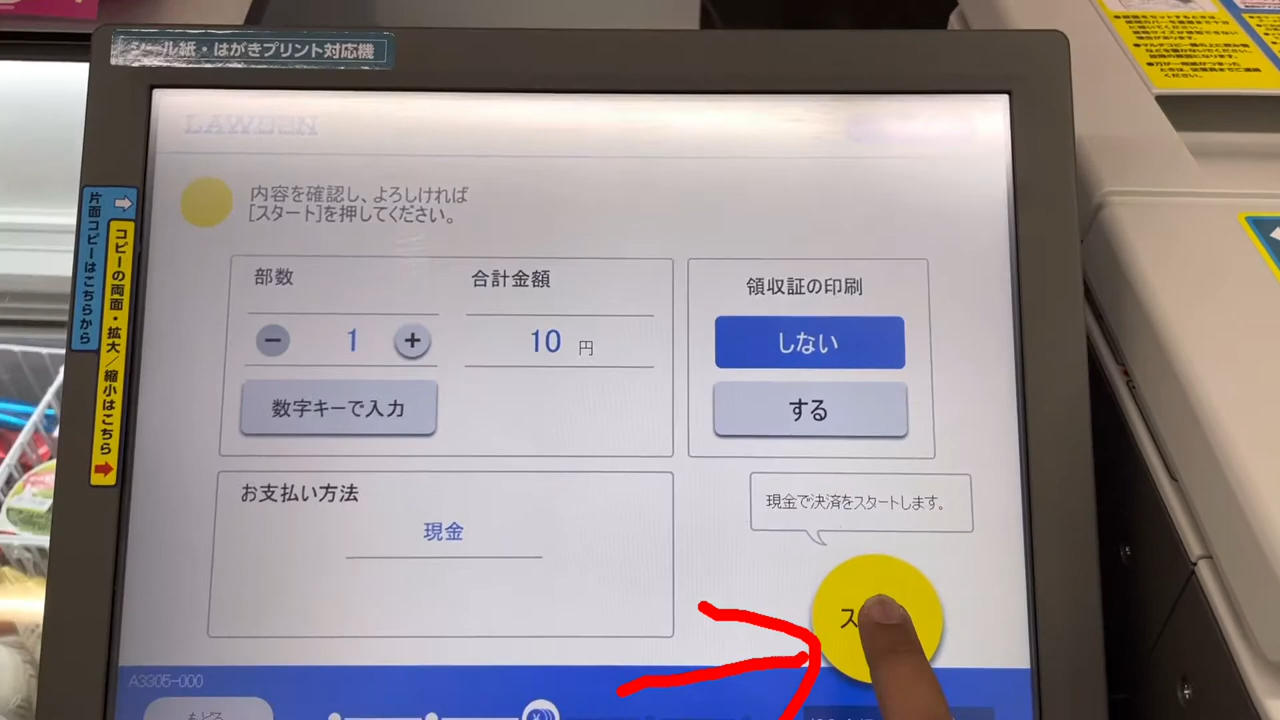 シール紙・はがきプリント対応機
LAWSON
内容を確認し、よろしければ
[スタート]を押してください。
部数
合計金額
領収証の印刷
1
10 円
しない
数字キーで入力
する
お支払い方法
現金
現金で決済をスタートします。
ス
A3305-000
もどる
片面コピーはこちらから
コピーの両面・拡大/縮小はこちら